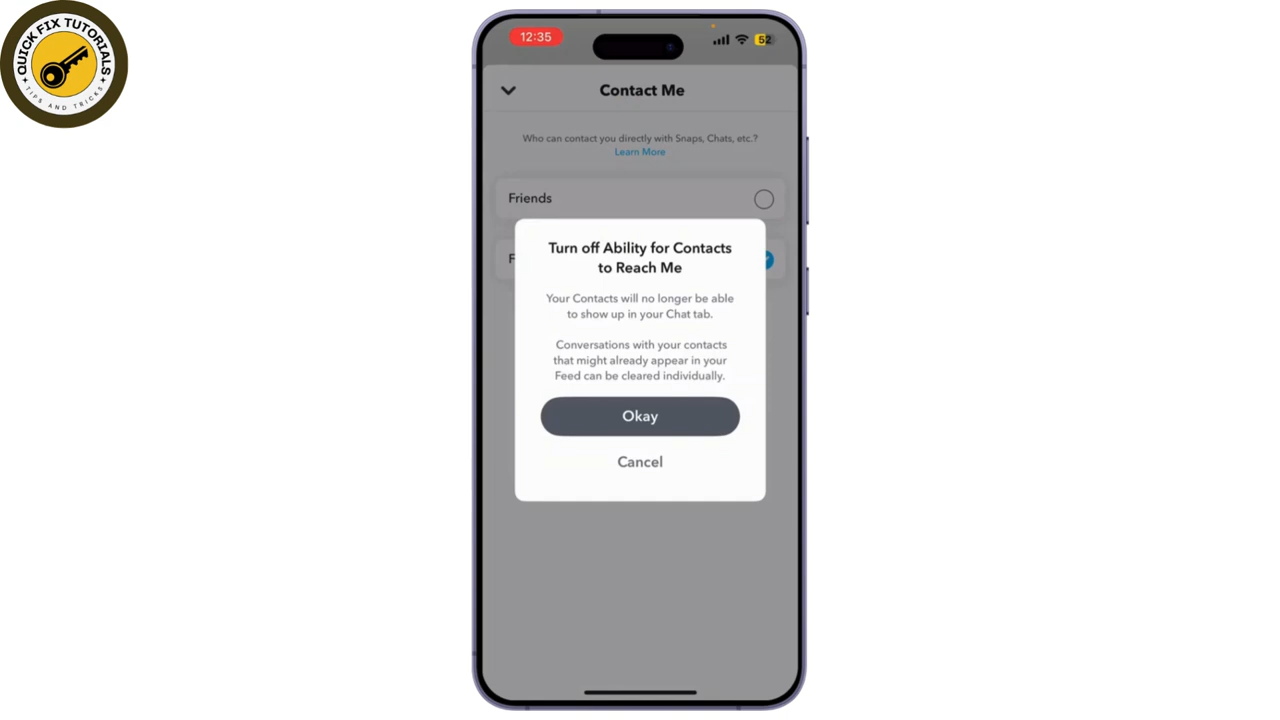 QUICK FIX TUTORIALS
TIPS AND TRICKS
12:35
52
Contact Me
Who can contact you directly with Snaps, Chats, etc.?
Learn More
Friends
F
Turn off Ability for Contacts
to Reach Me
Your Contacts will no longer be able
to show up in your Chat tab.
Conversations with your contacts
that might already appear in your
Feed can be cleared individually.
Okay
Cancel